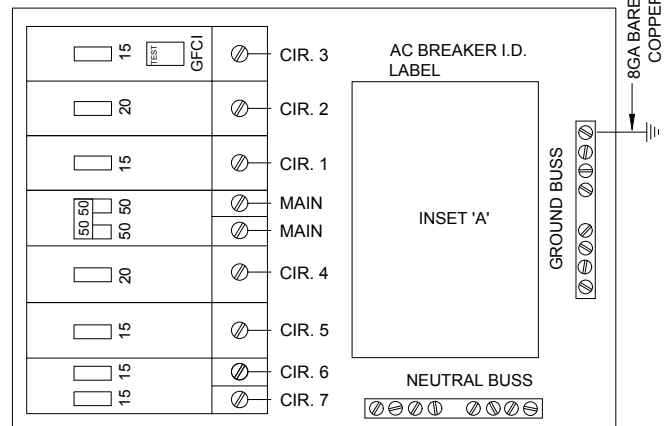 15 TEST GFCI CIR. 3
20 CIR. 2
15 CIR. 1
50 50 MAIN
50 50 MAIN
20 CIR. 4
15 CIR. 5
15 CIR. 6
15 CIR. 7
AC BREAKER I.D.
LABEL
INSET 'A'
GROUND BUSS
NEUTRAL BUSS
8GA BARE
COPPER